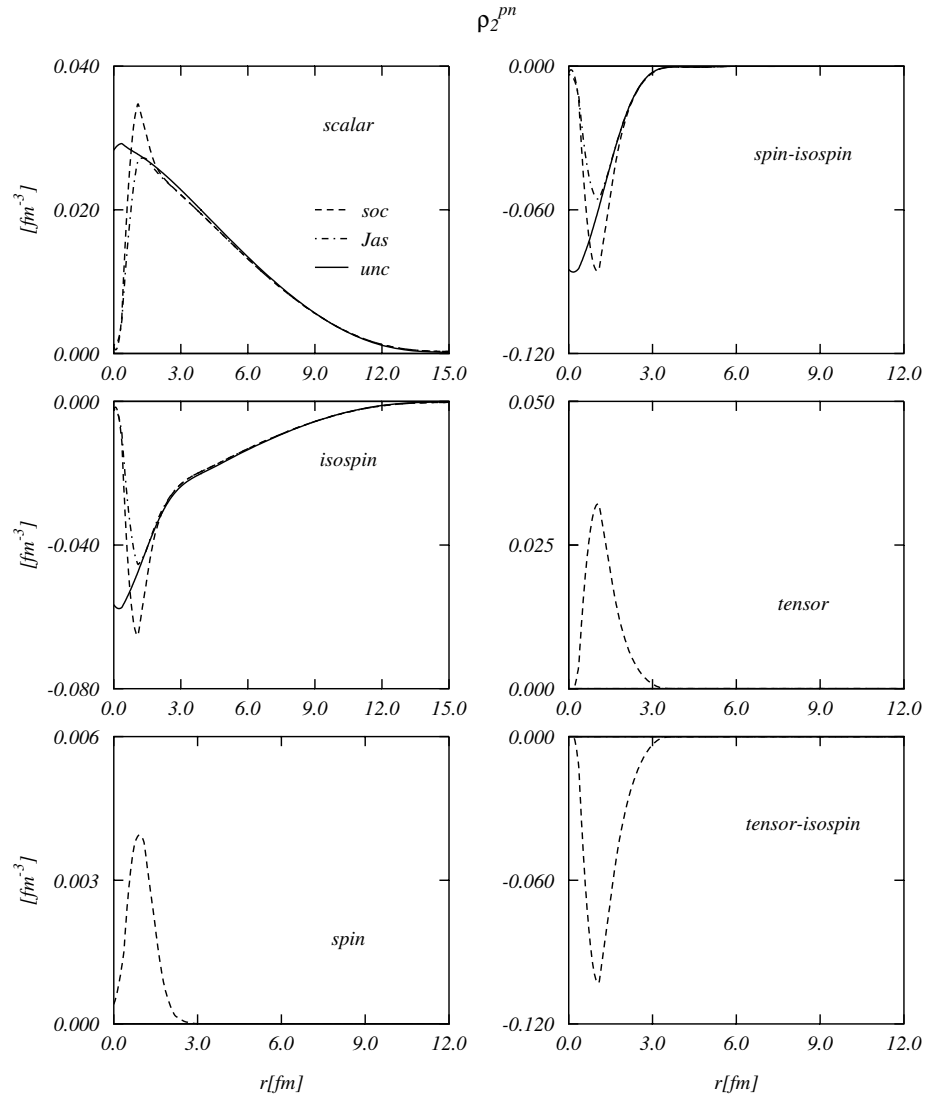 ρ₂ᵖⁿ
0.040
0.020
0.000
[fm⁻³]
scalar
soc
Jas
unc
0.0 3.0 6.0 9.0 12.0 15.0
0.000
-0.060
-0.120
spin-isospin
0.0 3.0 6.0 9.0 12.0
0.000
-0.040
-0.080
[fm⁻³]
isospin
0.0 3.0 6.0 9.0 12.0 15.0
0.050
0.025
0.000
tensor
0.0 3.0 6.0 9.0 12.0
0.006
0.003
0.000
[fm⁻³]
spin
0.0 3.0 6.0 9.0 12.0
r[fm]
0.000
-0.060
-0.120
tensor-isospin
0.0 3.0 6.0 9.0 12.0
r[fm]